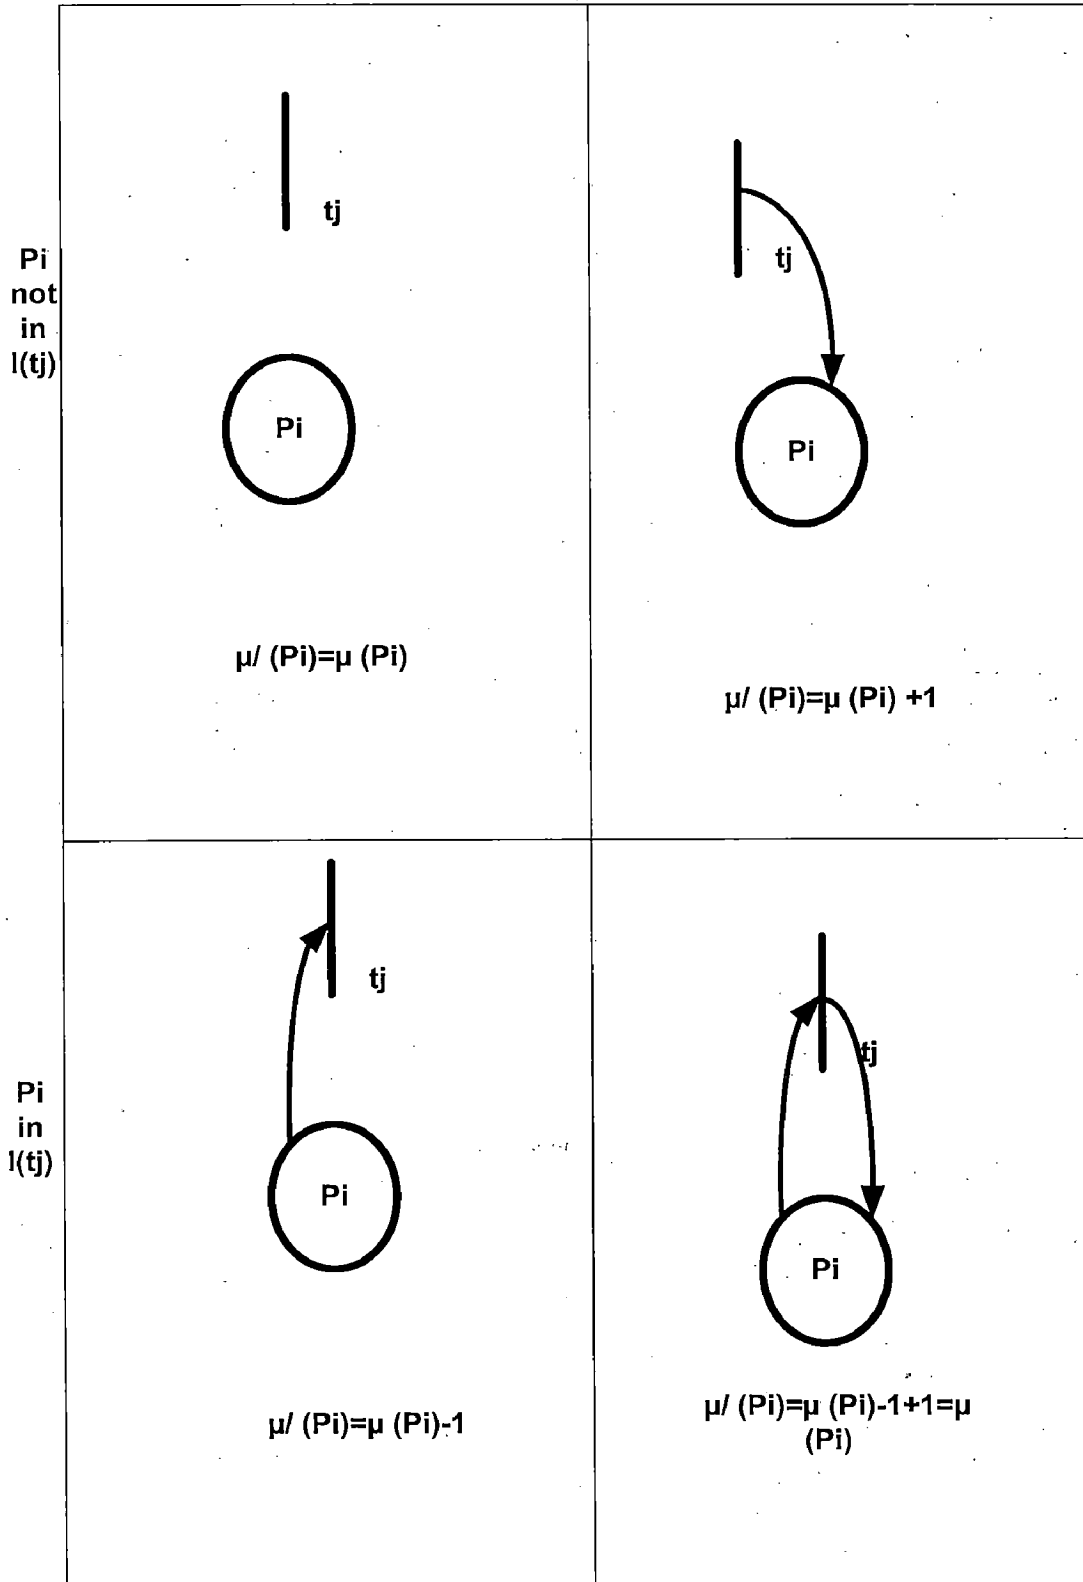 Pi
not
in
I(tj)
tj
Pi
µ/ (Pi)=µ (Pi)
tj
Pi
µ/ (Pi)=µ (Pi) +1
Pi
in
I(tj)
tj
Pi
µ/ (Pi)=µ (Pi)-1
tj
Pi
µ/ (Pi)=µ (Pi)-1+1=µ
(Pi)